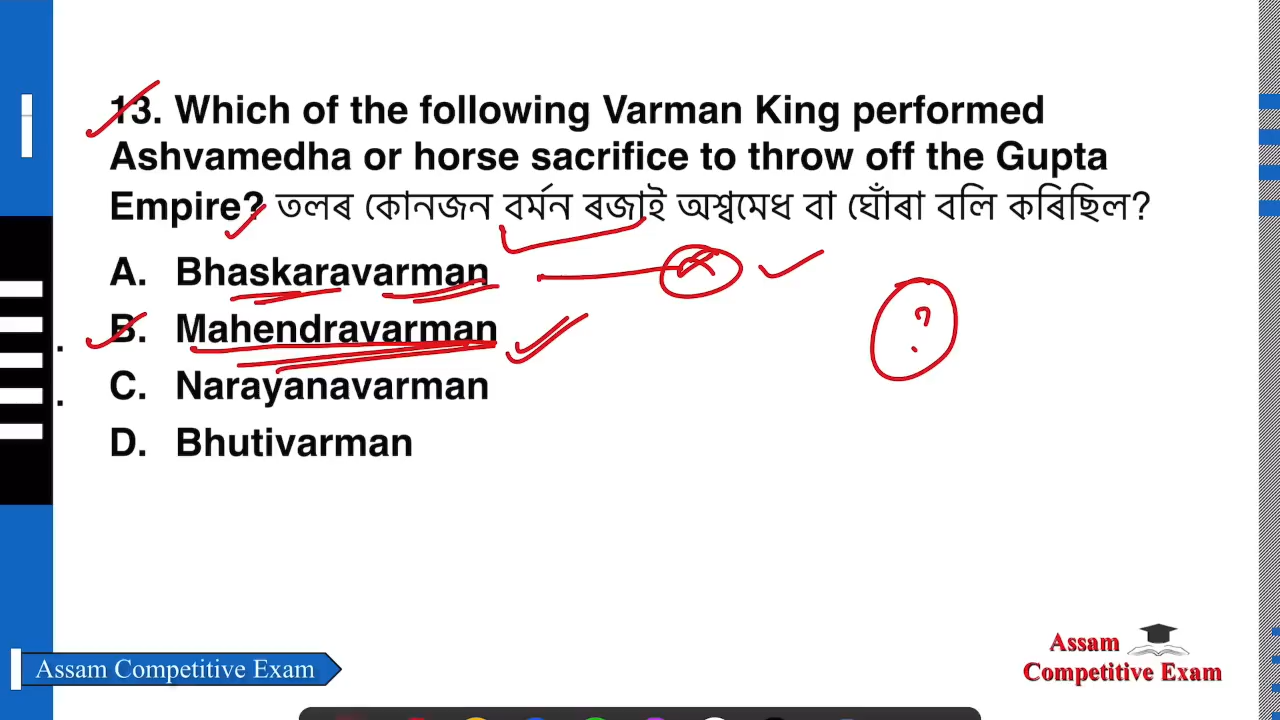 13. Which of the following Varman King performed
Ashvamedha or horse sacrifice to throw off the Gupta
Empire? তলৰ কোনজন বৰ্মন ৰজাই অশ্বমেধ বা ঘোঁৰা বলি কৰিছিল?
A. Bhaskaravarman
B. Mahendravarman
?
C. Narayanavarman
D. Bhutivarman
Assam Competitive Exam
Assam
Competitive Exam